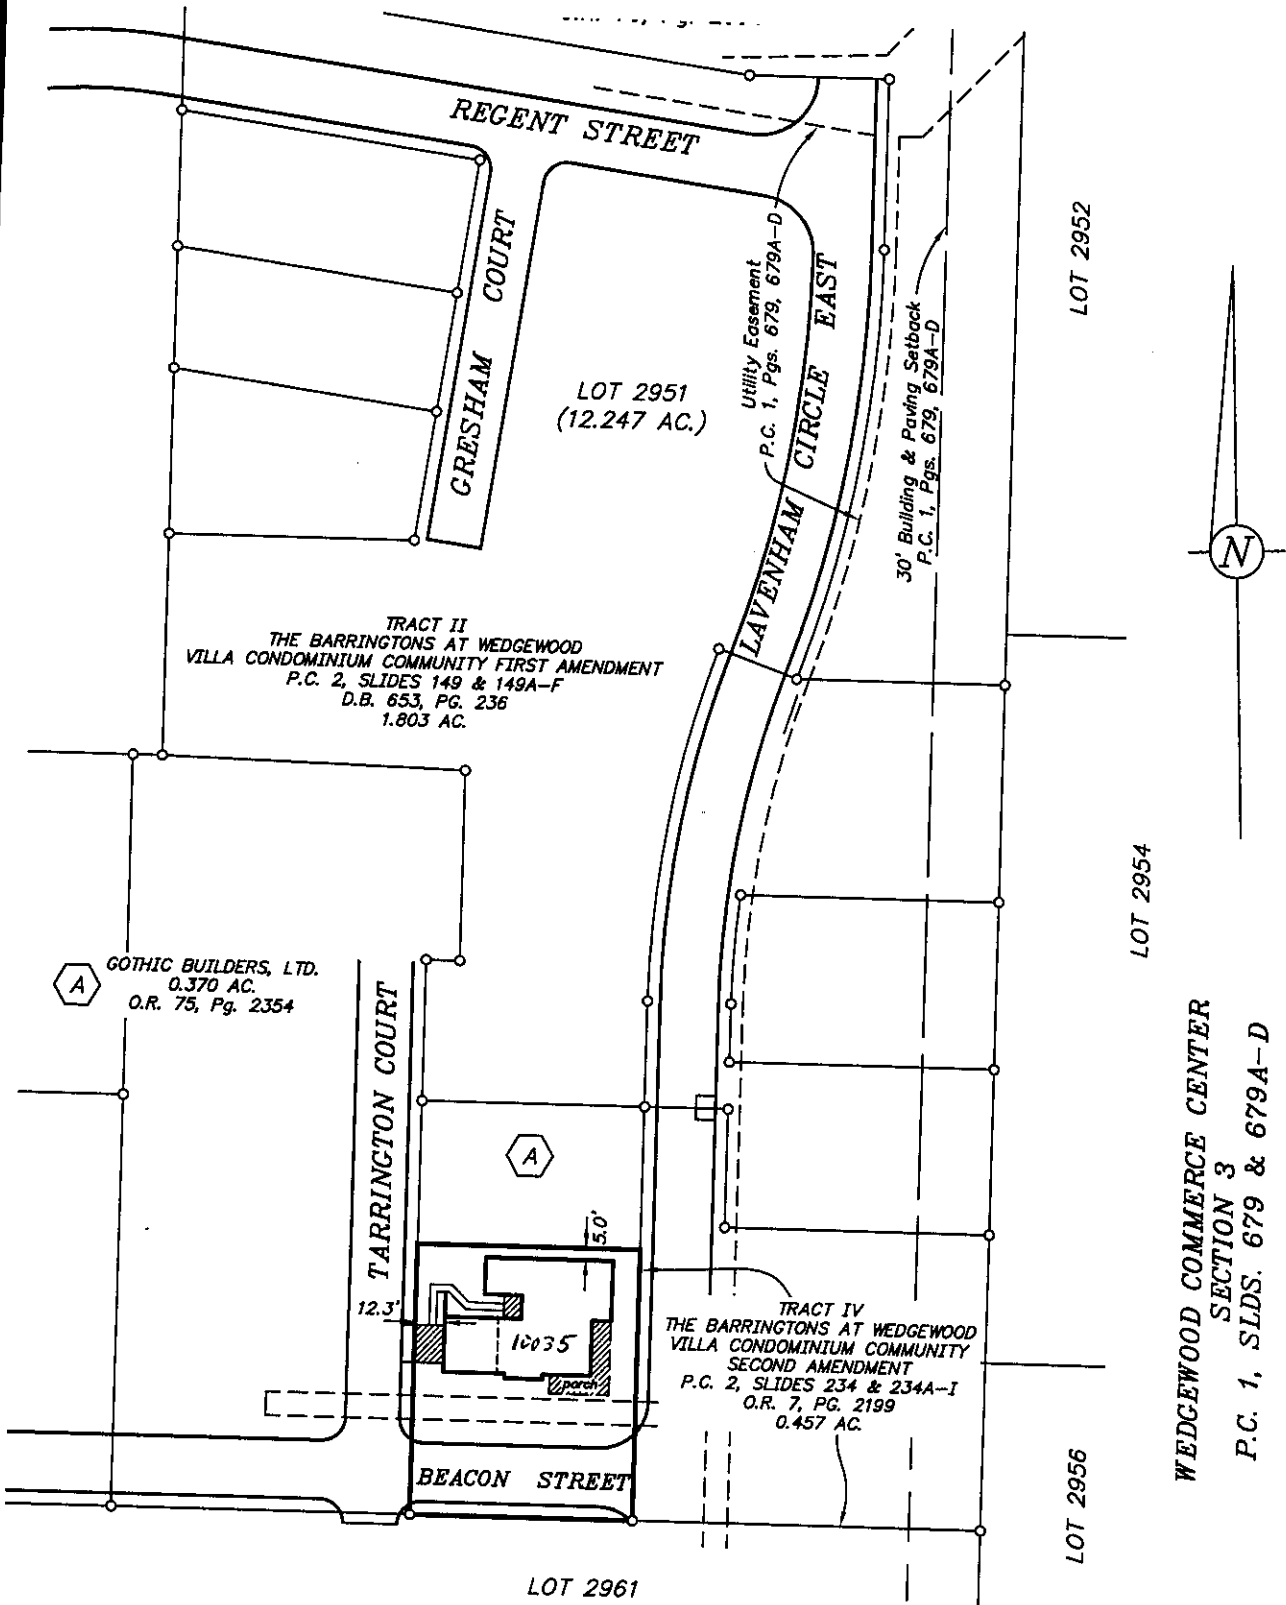 REGENT STREET
GRESHAM COURT
LOT 2951
(12.247 AC.)
Utility Easement
P.C. 1, Pgs. 679, 679A-D
LAVENHAM CIRCLE EAST
30' Building & Paving Setback
P.C. 1, Pgs. 679, 679A-D
LOT 2952
N
TRACT II
THE BARRINGTONS AT WEDGEWOOD
VILLA CONDOMINIUM COMMUNITY FIRST AMENDMENT
P.C. 2, SLIDES 149 & 149A-F
D.B. 653, PG. 236
1.803 AC.
LOT 2954
A
GOTHIC BUILDERS, LTD.
0.370 AC.
O.R. 75, Pg. 2354
TARRINGTON COURT
A
5.0'
12.3'
10035
porch
TRACT IV
THE BARRINGTONS AT WEDGEWOOD
VILLA CONDOMINIUM COMMUNITY
SECOND AMENDMENT
P.C. 2, SLIDES 234 & 234A-I
O.R. 7, PG. 2199
0.457 AC.
BEACON STREET
LOT 2956
LOT 2961
WEDGEWOOD COMMERCE CENTER
SECTION 3
P.C. 1, SLDS. 679 & 679A-D